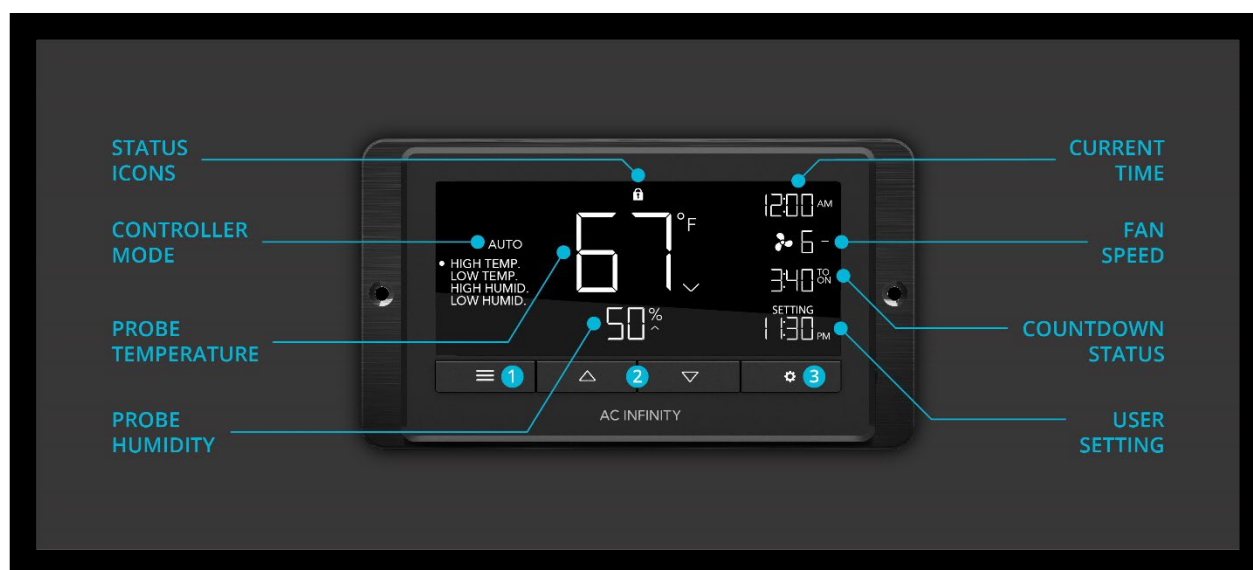 STATUS
ICONS
CONTROLLER
MODE
PROBE
TEMPERATURE
PROBE
HUMIDITY
AUTO
HIGH TEMP.
LOW TEMP.
HIGH HUMID.
LOW HUMID.
67 °F
50 %
12:00 AM
6
3:40 TO ON
SETTING
11:30 PM
1
2
3
AC INFINITY
CURRENT
TIME
FAN
SPEED
COUNTDOWN
STATUS
USER
SETTING